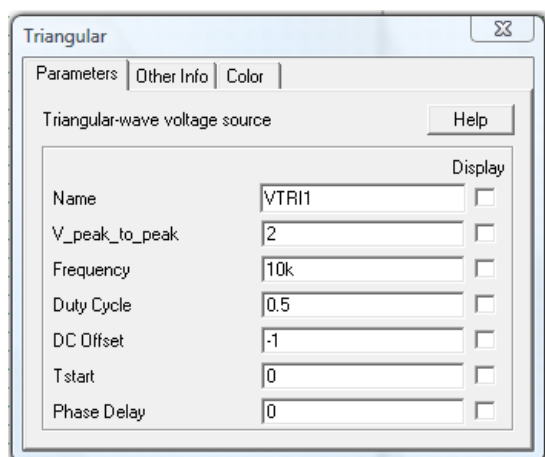 Triangular
Parameters Other Info Color
Triangular-wave voltage source Help
Display
Name VTRI1
V_peak_to_peak 2
Frequency 10k
Duty Cycle 0.5
DC Offset -1
Tstart 0
Phase Delay 0